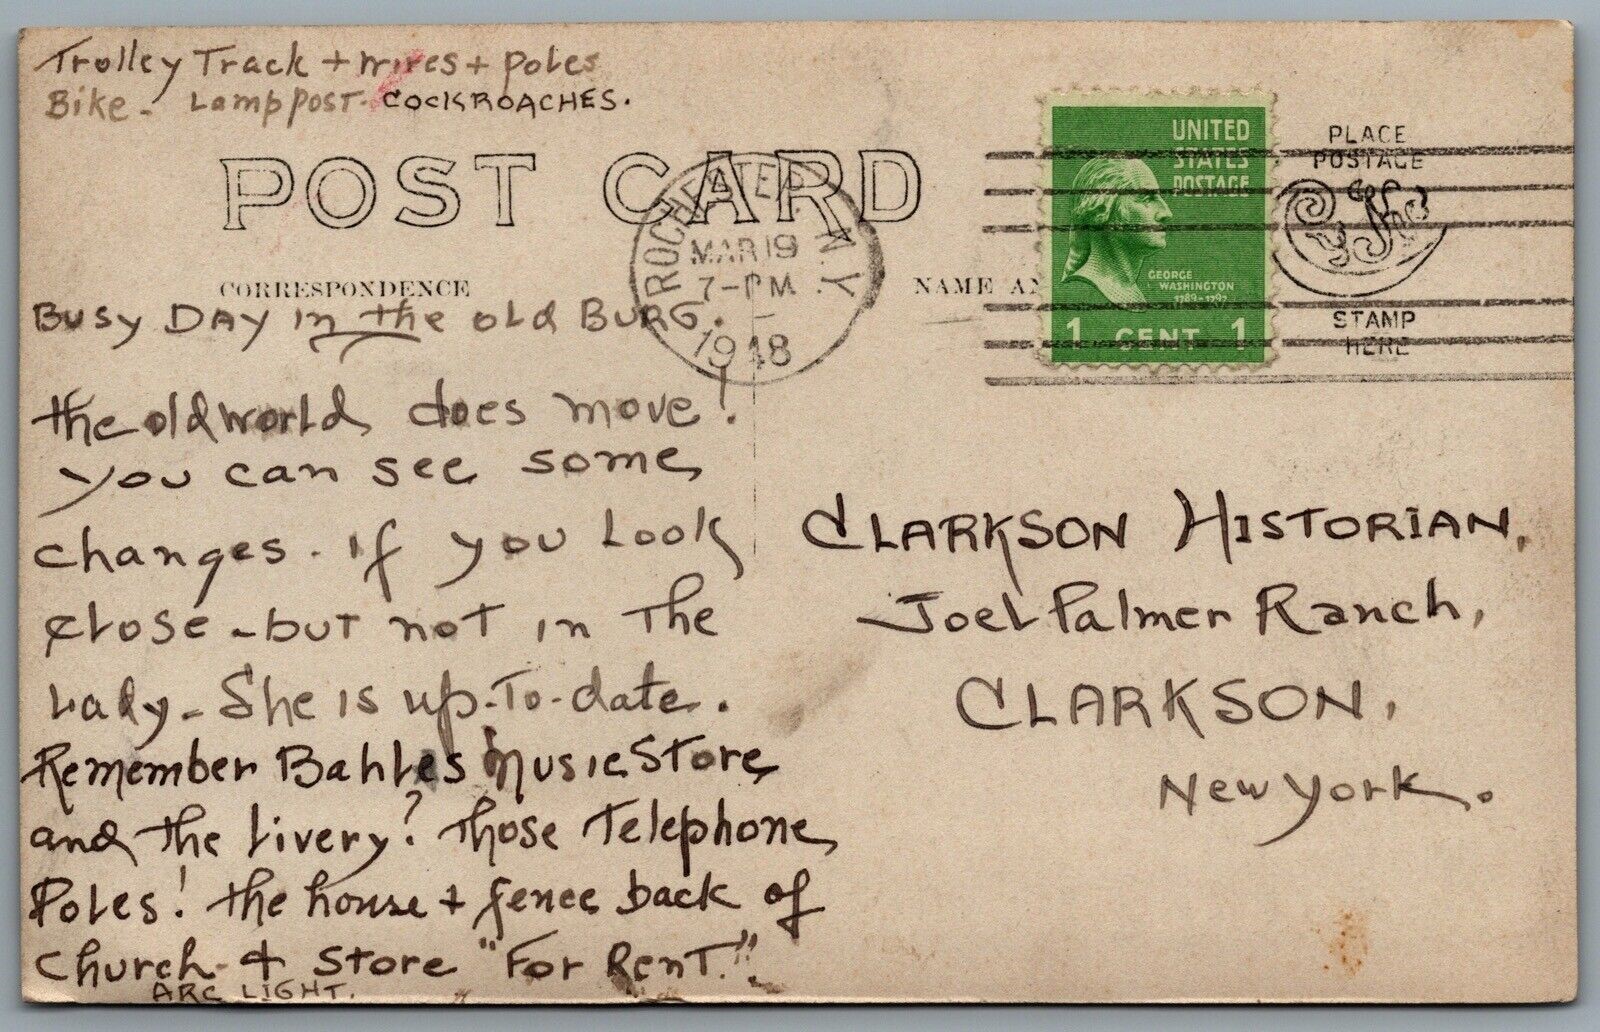 Trolley Track + wires + poles
Bike - Lamp post - COCKROACHES.
POST CARD
CORRESPONDENCE
NAME AN
ROCHESTER, N.Y.
MAR 19
7-PM
1948
UNITED
STATES
POSTAGE
GEORGE
WASHINGTON
1789-1797
1 CENT 1
PLACE
POSTAGE
STAMP
HERE
Busy DAY in the old BURG.
the old world does move!
you can see some
changes. if you look
close - but not in the
lady - She is up-To-date.
Remember Bahles Music Store
and the livery? Those Telephone
Poles! the house + fence back of
Church + Store "For Rent."
ARC LIGHT.
CLARKSON HISTORIAN,
Joel Palmer Ranch,
CLARKSON,
New York.